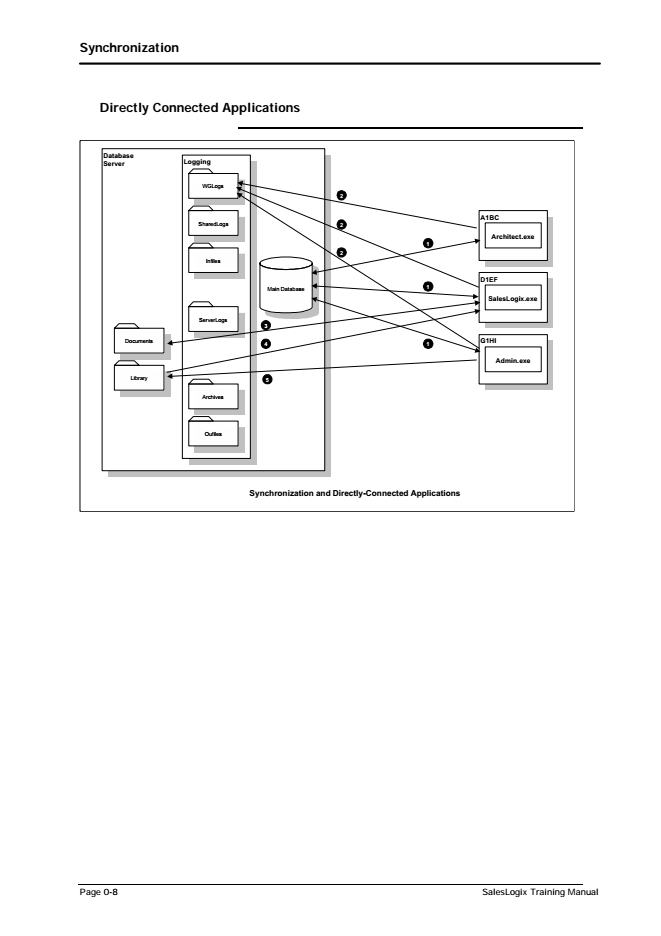 Synchronization
Directly Connected Applications
Database
Server
Logging
WGLogs
SharedLogs
Infiles
Main Database
ServerLogs
Documents
Library
Archives
Outfiles
2
2
2
1
1
1
3
4
5
A1BC
Architect.exe
D1EF
SalesLogix.exe
G1HI
Admin.exe
Synchronization and Directly-Connected Applications
Page 0-8
SalesLogix Training Manual